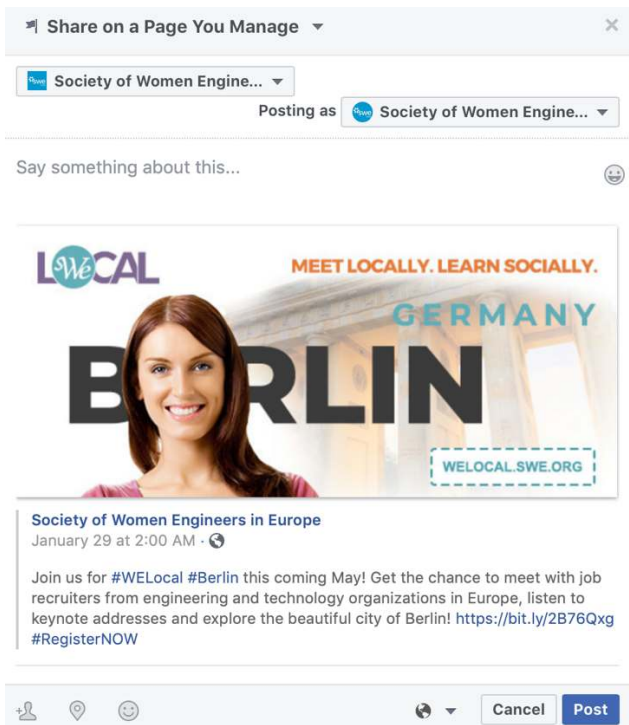 Share on a Page You Manage
Society of Women Engine...
Posting as Society of Women Engine...
Say something about this...
LOWeCAL
MEET LOCALLY. LEARN SOCIALLY.
GERMANY
BERLIN
WELOCAL.SWE.ORG
Society of Women Engineers in Europe
January 29 at 2:00 AM ·
Join us for #WELocal #Berlin this coming May! Get the chance to meet with job
recruiters from engineering and technology organizations in Europe, listen to
keynote addresses and explore the beautiful city of Berlin! https://bit.ly/2B76Qxg
#RegisterNOW
Cancel Post